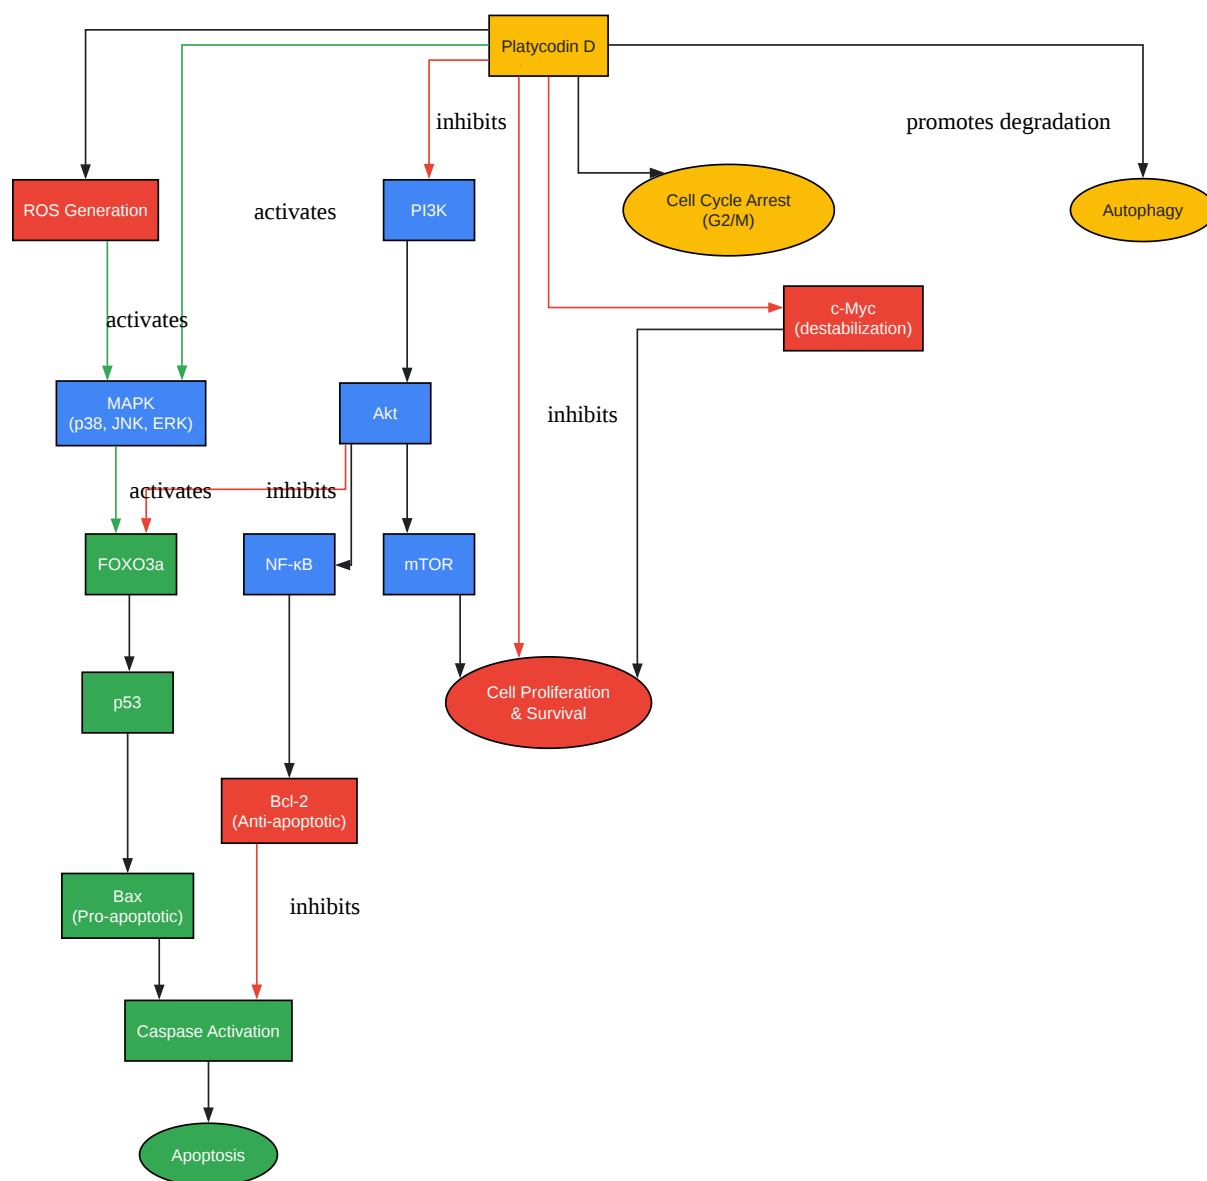 Platycodin D
inhibits
promotes degradation
ROS Generation
activates
PI3K
Cell Cycle Arrest
(G2/M)
Autophagy
activates
c-Myc
(destabilization)
MAPK
(p38, JNK, ERK)
Akt
inhibits
activates
inhibits
FOXO3a
NF-κB
mTOR
p53
Cell Proliferation
& Survival
Bcl-2
(Anti-apoptotic)
Bax
(Pro-apoptotic)
inhibits
Caspase Activation
Apoptosis